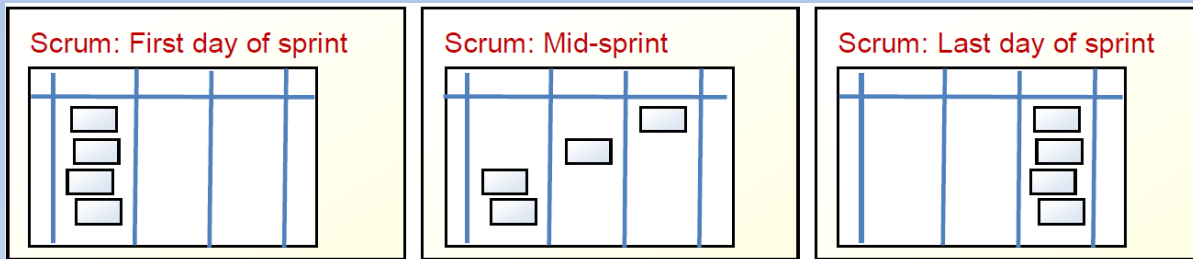 Scrum: First day of sprint
Scrum: Mid-sprint
Scrum: Last day of sprint